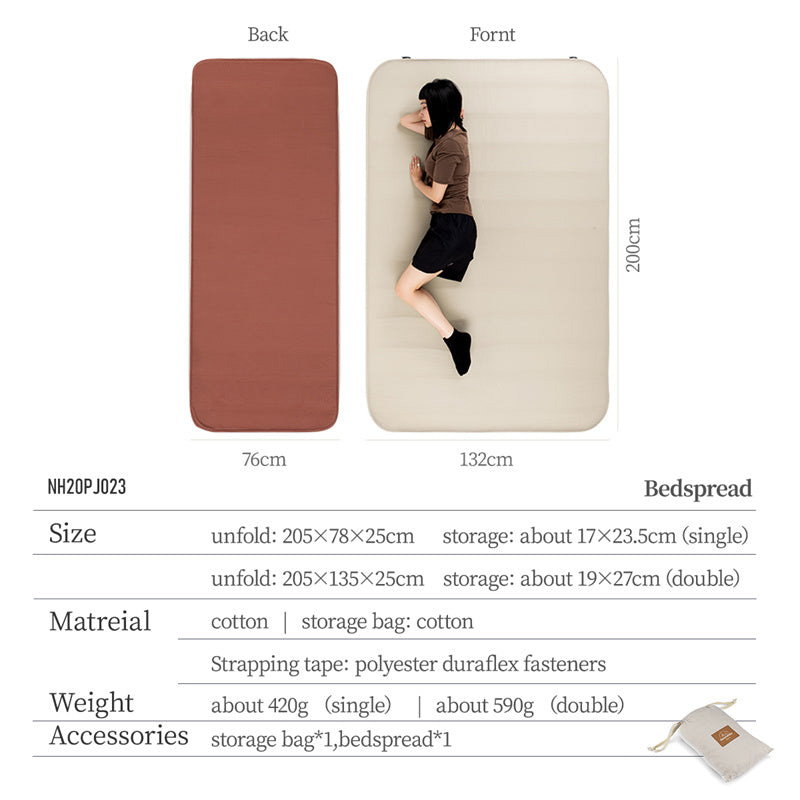 Back Fornt
200cm
76cm 132cm
NH20PJ023 Bedspread
Size unfold: 205×78×25cm storage: about 17×23.5cm (single)
unfold: 205×135×25cm storage: about 19×27cm (double)
Matreial cotton | storage bag: cotton
Strapping tape: polyester duraflex fasteners
Weight about 420g (single) | about 590g (double)
Accessories storage bag*1,bedspread*1